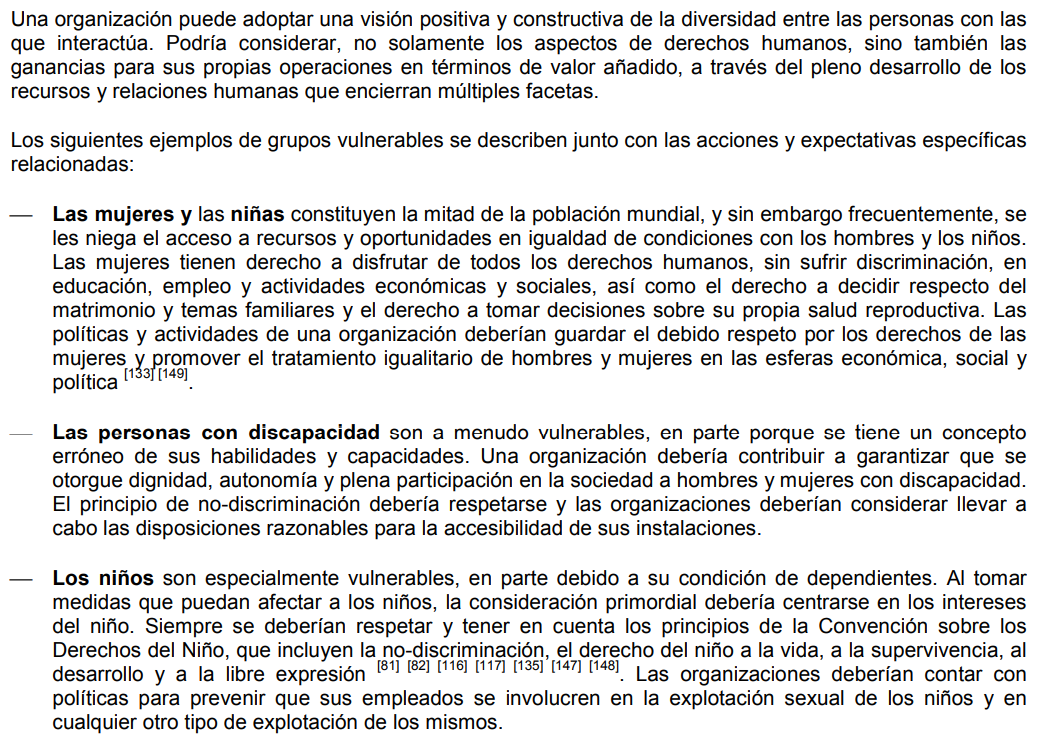 Una organización puede adoptar una visión positiva y constructiva de la diversidad entre las personas con las
que interactúa. Podría considerar, no solamente los aspectos de derechos humanos, sino también las
ganancias para sus propias operaciones en términos de valor añadido, a través del pleno desarrollo de los
recursos y relaciones humanas que encierran múltiples facetas.
Los siguientes ejemplos de grupos vulnerables se describen junto con las acciones y expectativas específicas
relacionadas:
— Las mujeres y las niñas constituyen la mitad de la población mundial, y sin embargo frecuentemente, se
les niega el acceso a recursos y oportunidades en igualdad de condiciones con los hombres y los niños.
Las mujeres tienen derecho a disfrutar de todos los derechos humanos, sin sufrir discriminación, en
educación, empleo y actividades económicas y sociales, así como el derecho a decidir respecto del
matrimonio y temas familiares y el derecho a tomar decisiones sobre su propia salud reproductiva. Las
políticas y actividades de una organización deberían guardar el debido respeto por los derechos de las
mujeres y promover el tratamiento igualitario de hombres y mujeres en las esferas económica, social y
política [133] [149].
— Las personas con discapacidad son a menudo vulnerables, en parte porque se tiene un concepto
erróneo de sus habilidades y capacidades. Una organización debería contribuir a garantizar que se
otorgue dignidad, autonomía y plena participación en la sociedad a hombres y mujeres con discapacidad.
El principio de no-discriminación debería respetarse y las organizaciones deberían considerar llevar a
cabo las disposiciones razonables para la accesibilidad de sus instalaciones.
— Los niños son especialmente vulnerables, en parte debido a su condición de dependientes. Al tomar
medidas que puedan afectar a los niños, la consideración primordial debería centrarse en los intereses
del niño. Siempre se deberían respetar y tener en cuenta los principios de la Convención sobre los
Derechos del Niño, que incluyen la no-discriminación, el derecho del niño a la vida, a la supervivencia, al
desarrollo y a la libre expresión [81] [82] [116] [117] [135] [147] [148]. Las organizaciones deberían contar con
políticas para prevenir que sus empleados se involucren en la explotación sexual de los niños y en
cualquier otro tipo de explotación de los mismos.